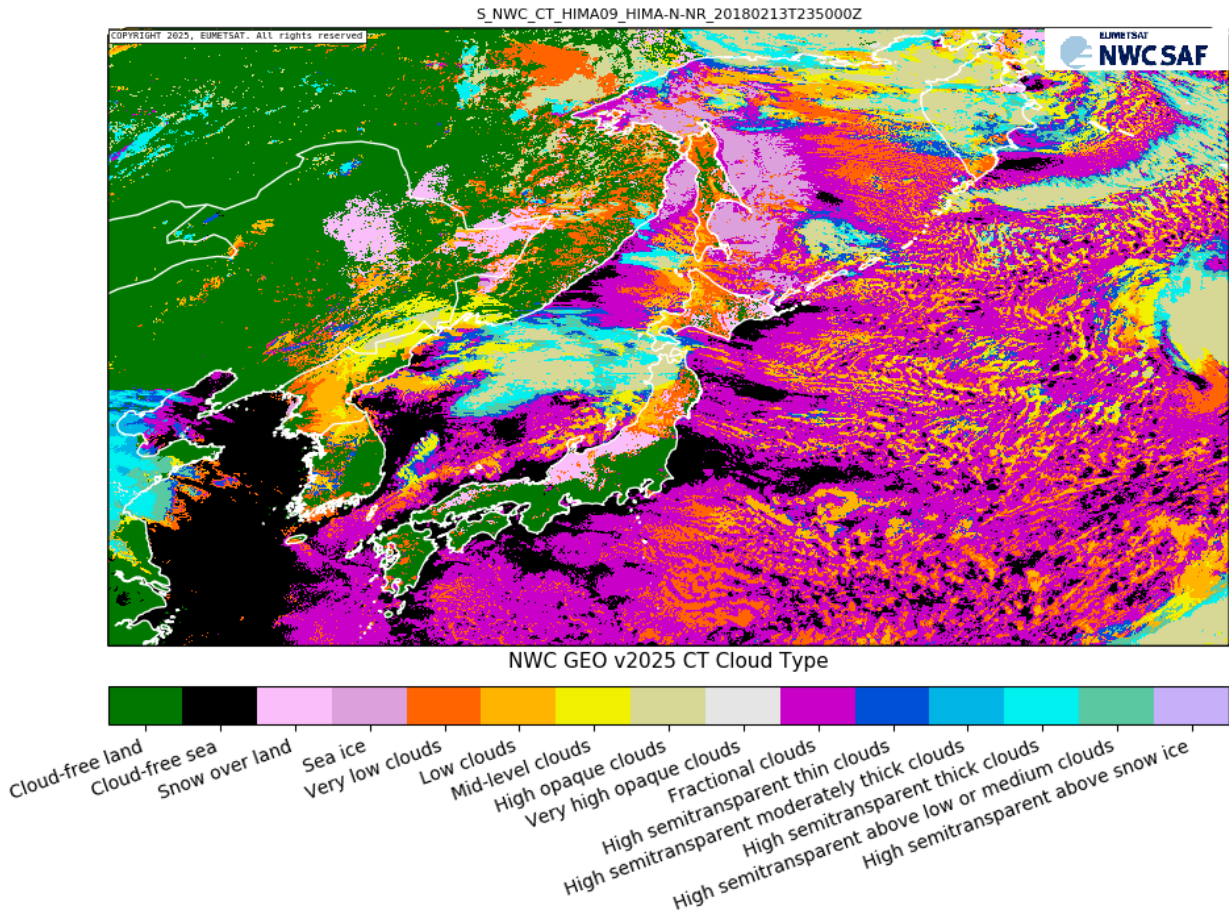 S_NWC_CT_HIMA09_HIMA-N-NR_20180213T235000Z
COPYRIGHT 2025, EUMETSAT. All rights reserved
EUMETSAT
NWC SAF
NWC GEO v2025 CT Cloud Type
Cloud-free land
Cloud-free sea
Snow over land
Sea ice
Very low clouds
Low clouds
Mid-level clouds
High opaque clouds
Very high opaque clouds
Fractional clouds
High semitransparent thin clouds
High semitransparent moderately thick clouds
High semitransparent thick clouds
High semitransparent above low or medium clouds
High semitransparent above snow ice